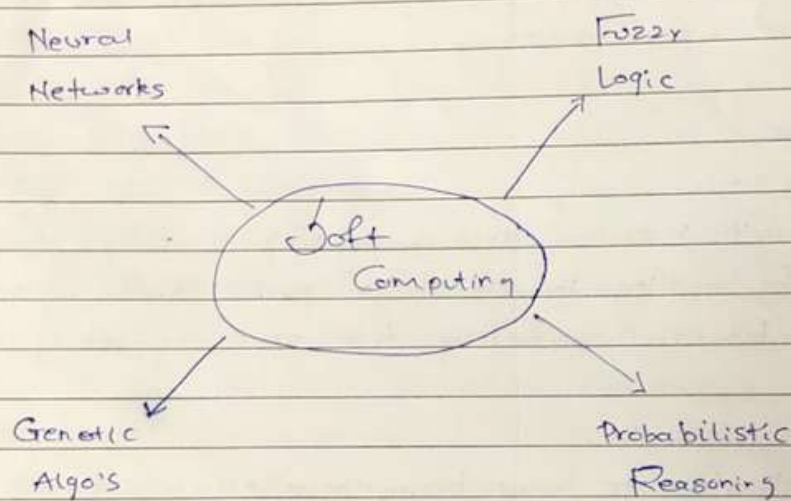 Neural
Networks
Fuzzy
Logic
Soft
Computing
Genetic
Algo's
Probabilistic
Reasoning